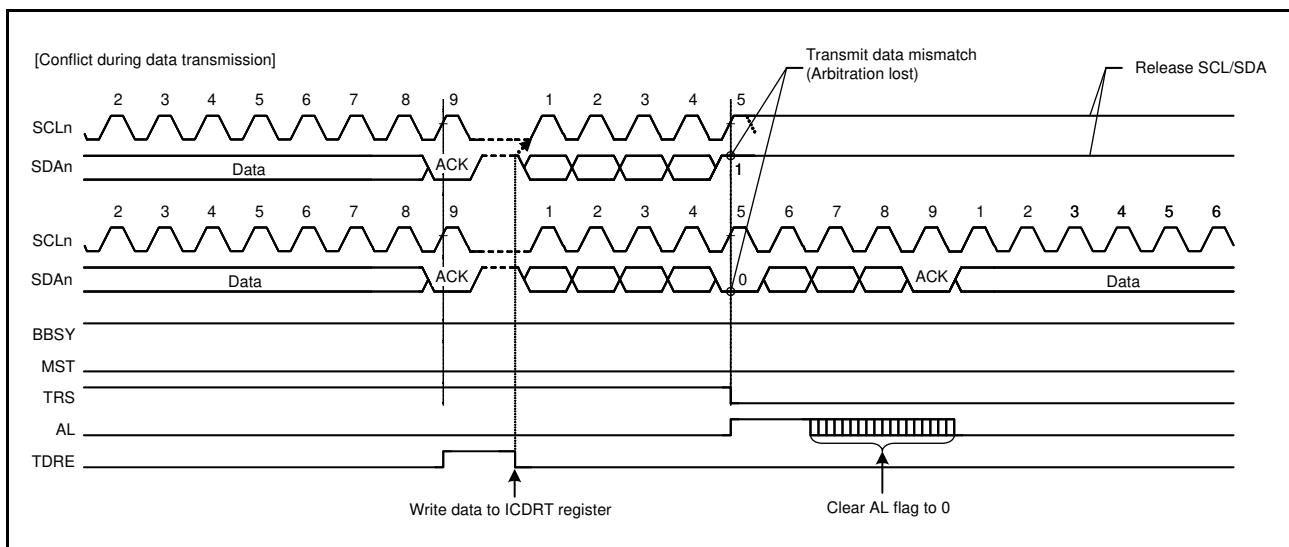 [Conflict during data transmission]
Transmit data mismatch
(Arbitration lost)
Release SCL/SDA
2 3 4 5 6 7 8 9 1 2 3 4 5
SCLn
SDAn Data ACK 1
2 3 4 5 6 7 8 9 1 2 3 4 5 6 7 8 9 1 2 3 4 5 6
SCLn
SDAn Data ACK 0 ACK Data
BBSY
MST
TRS
AL
TDRE
Write data to ICDRT register
Clear AL flag to 0